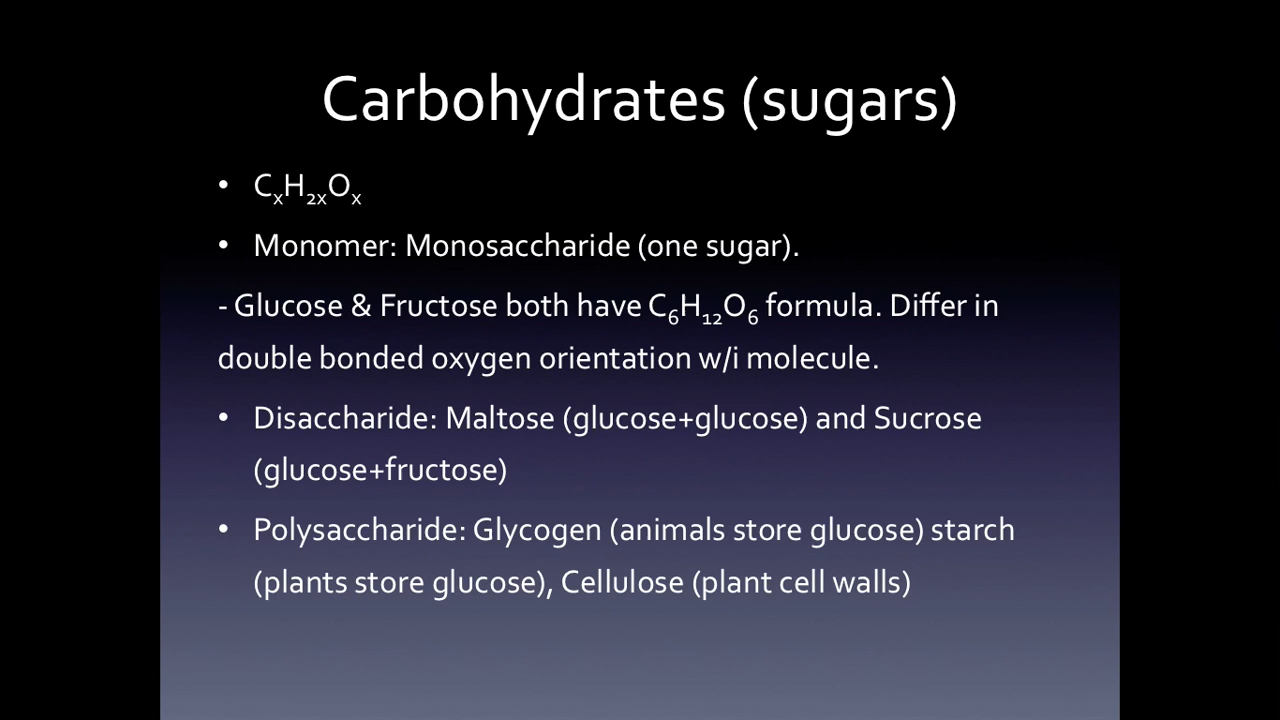 Carbohydrates (sugars)
• CₓH₂ₓOₓ
• Monomer: Monosaccharide (one sugar).
- Glucose & Fructose both have C₆H₁₂O₆ formula. Differ in
double bonded oxygen orientation w/i molecule.
• Disaccharide: Maltose (glucose+glucose) and Sucrose
(glucose+fructose)
• Polysaccharide: Glycogen (animals store glucose) starch
(plants store glucose), Cellulose (plant cell walls)